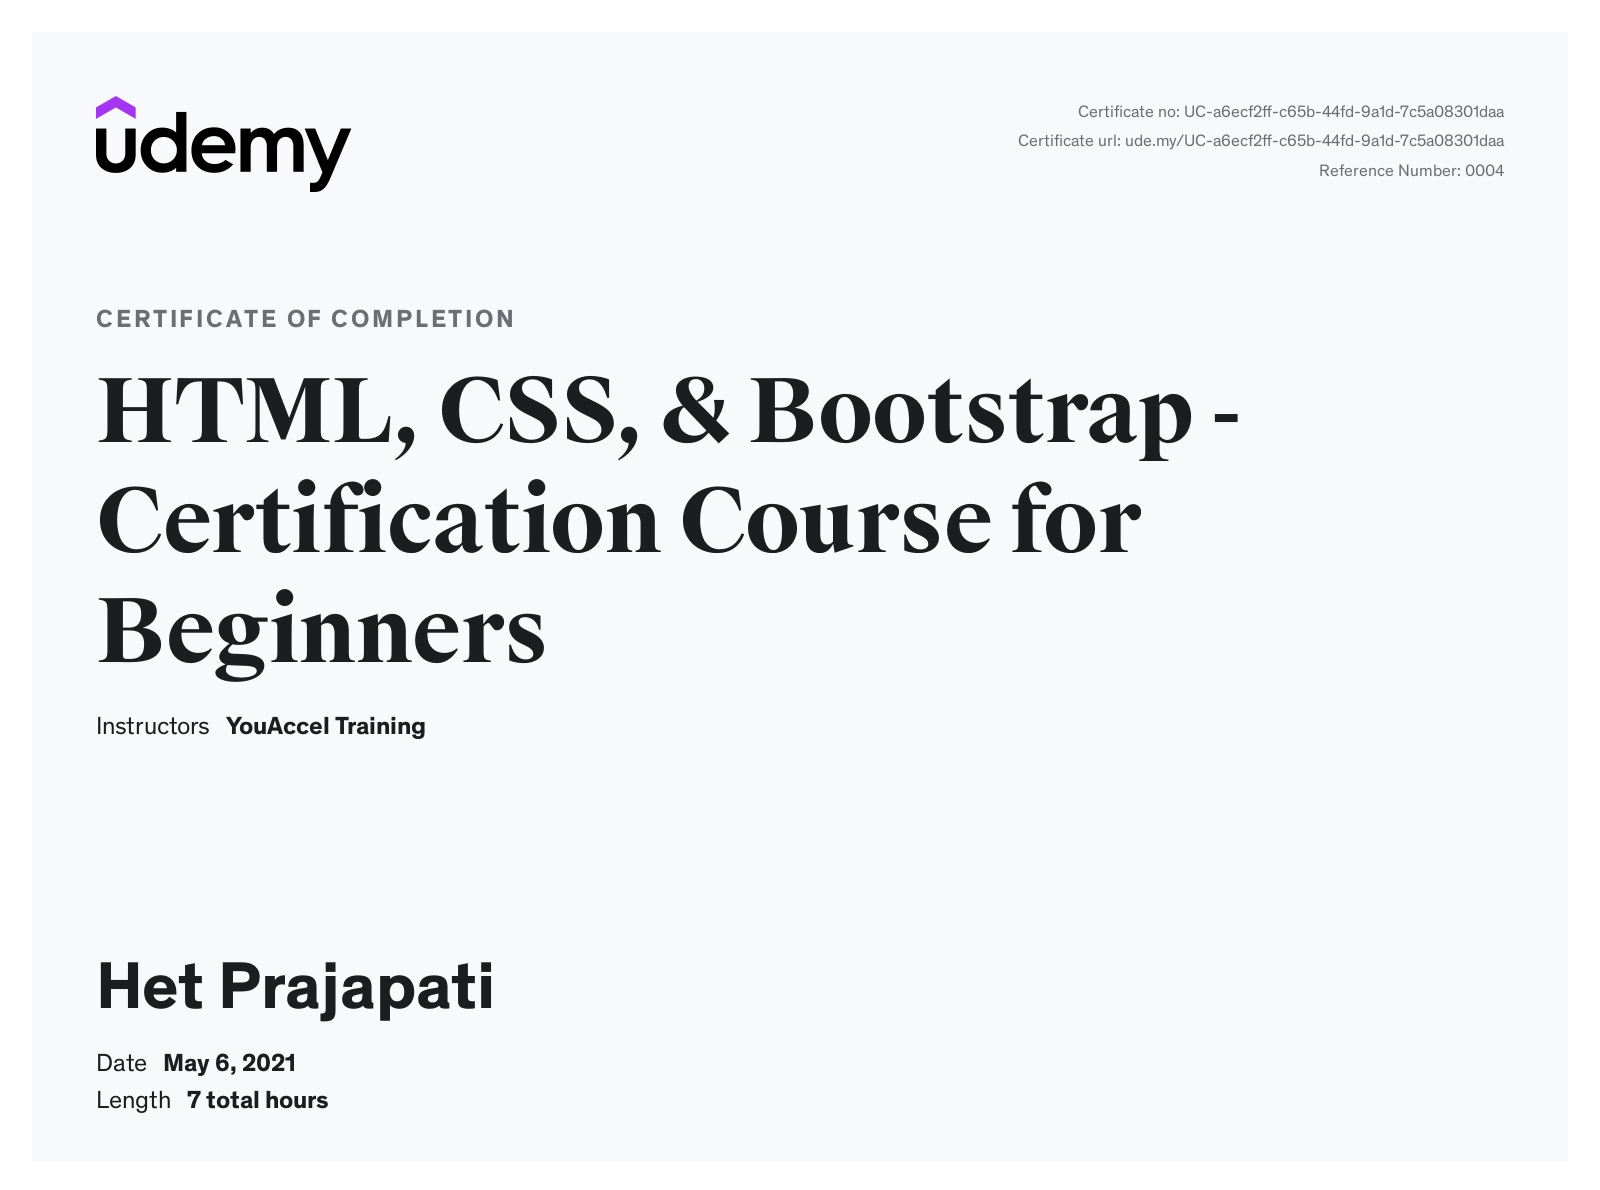 udemy
Certificate no: UC-a6ecf2ff-c65b-44fd-9a1d-7c5a08301daa
Certificate url: ude.my/UC-a6ecf2ff-c65b-44fd-9a1d-7c5a08301daa
Reference Number: 0004
CERTIFICATE OF COMPLETION
HTML, CSS, & Bootstrap -
Certification Course for
Beginners
Instructors YouAccel Training
Het Prajapati
Date May 6, 2021
Length 7 total hours